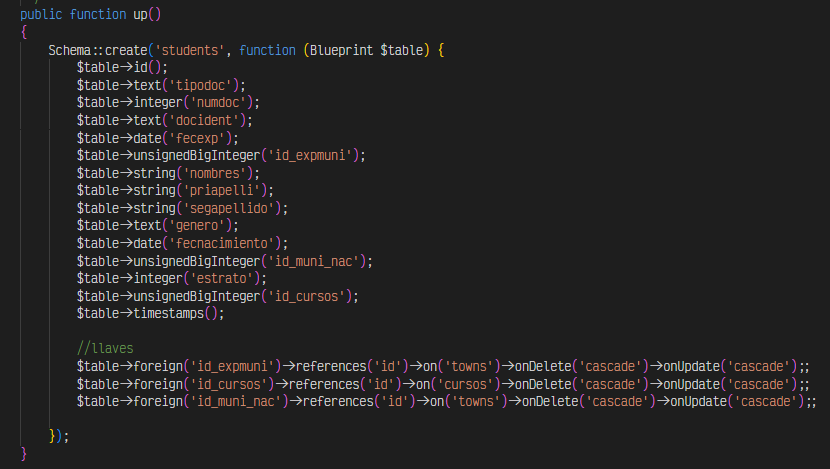 public function up()
{
Schema::create('students', function (Blueprint $table) {
$table->id();
$table->text('tipodoc');
$table->integer('numdoc');
$table->text('docident');
$table->date('fecexp');
$table->unsignedBigInteger('id_expmuni');
$table->string('nombres');
$table->string('priapelli');
$table->string('segapellido');
$table->text('genero');
$table->date('fecnacimiento');
$table->unsignedBigInteger('id_muni_nac');
$table->integer('estrato');
$table->unsignedBigInteger('id_cursos');
$table->timestamps();
//llaves
$table->foreign('id_expmuni')->references('id')->on('towns')->onDelete('cascade')->onUpdate('cascade');;
$table->foreign('id_cursos')->references('id')->on('cursos')->onDelete('cascade')->onUpdate('cascade');;
$table->foreign('id_muni_nac')->references('id')->on('towns')->onDelete('cascade')->onUpdate('cascade');;
});
}